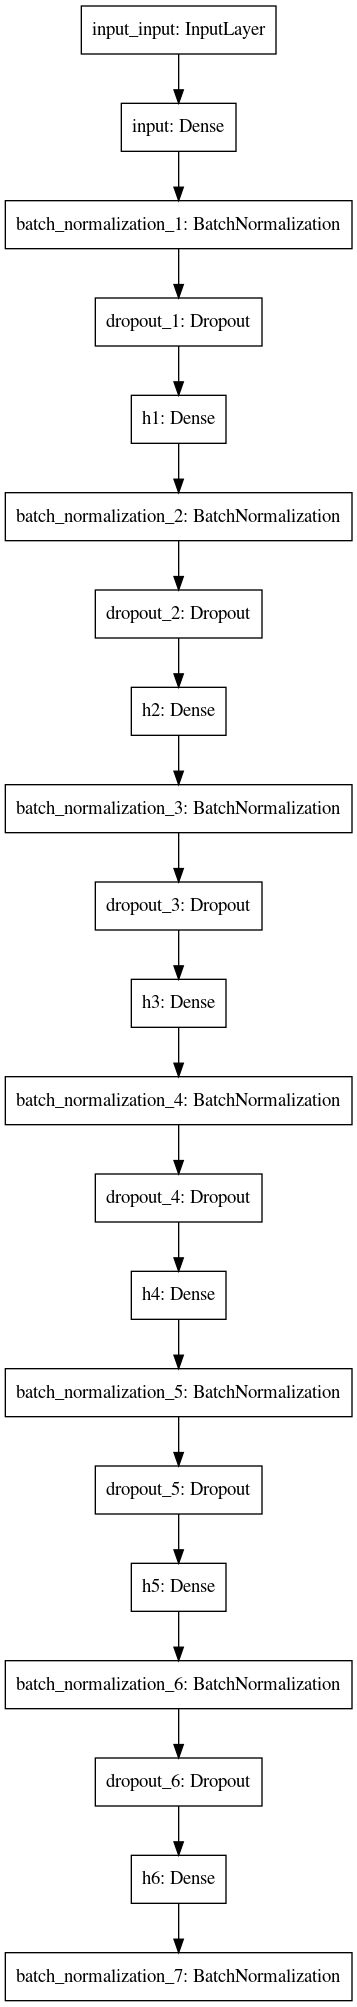 input_input: InputLayer
input: Dense
batch_normalization_1: BatchNormalization
dropout_1: Dropout
h1: Dense
batch_normalization_2: BatchNormalization
dropout_2: Dropout
h2: Dense
batch_normalization_3: BatchNormalization
dropout_3: Dropout
h3: Dense
batch_normalization_4: BatchNormalization
dropout_4: Dropout
h4: Dense
batch_normalization_5: BatchNormalization
dropout_5: Dropout
h5: Dense
batch_normalization_6: BatchNormalization
dropout_6: Dropout
h6: Dense
batch_normalization_7: BatchNormalization